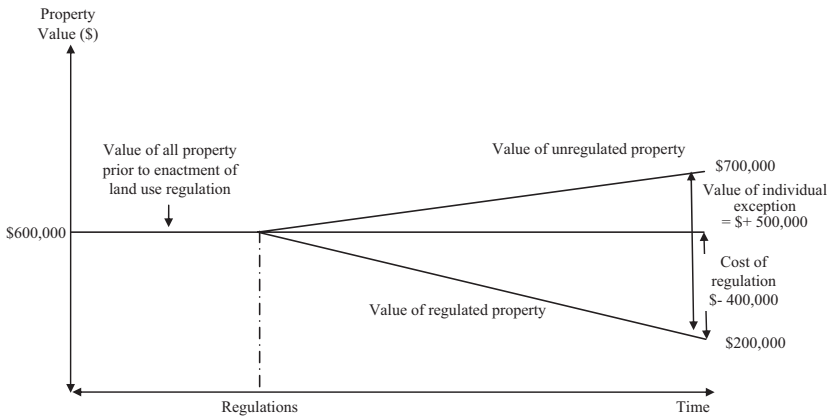 Property
Value ($)
Value of all property
prior to enactment of
land use regulation
Value of unregulated property
$700,000
Value of individual
exception
= $+ 500,000
$600,000
Cost of
regulation
$- 400,000
Value of regulated property
$200,000
Regulations
Time